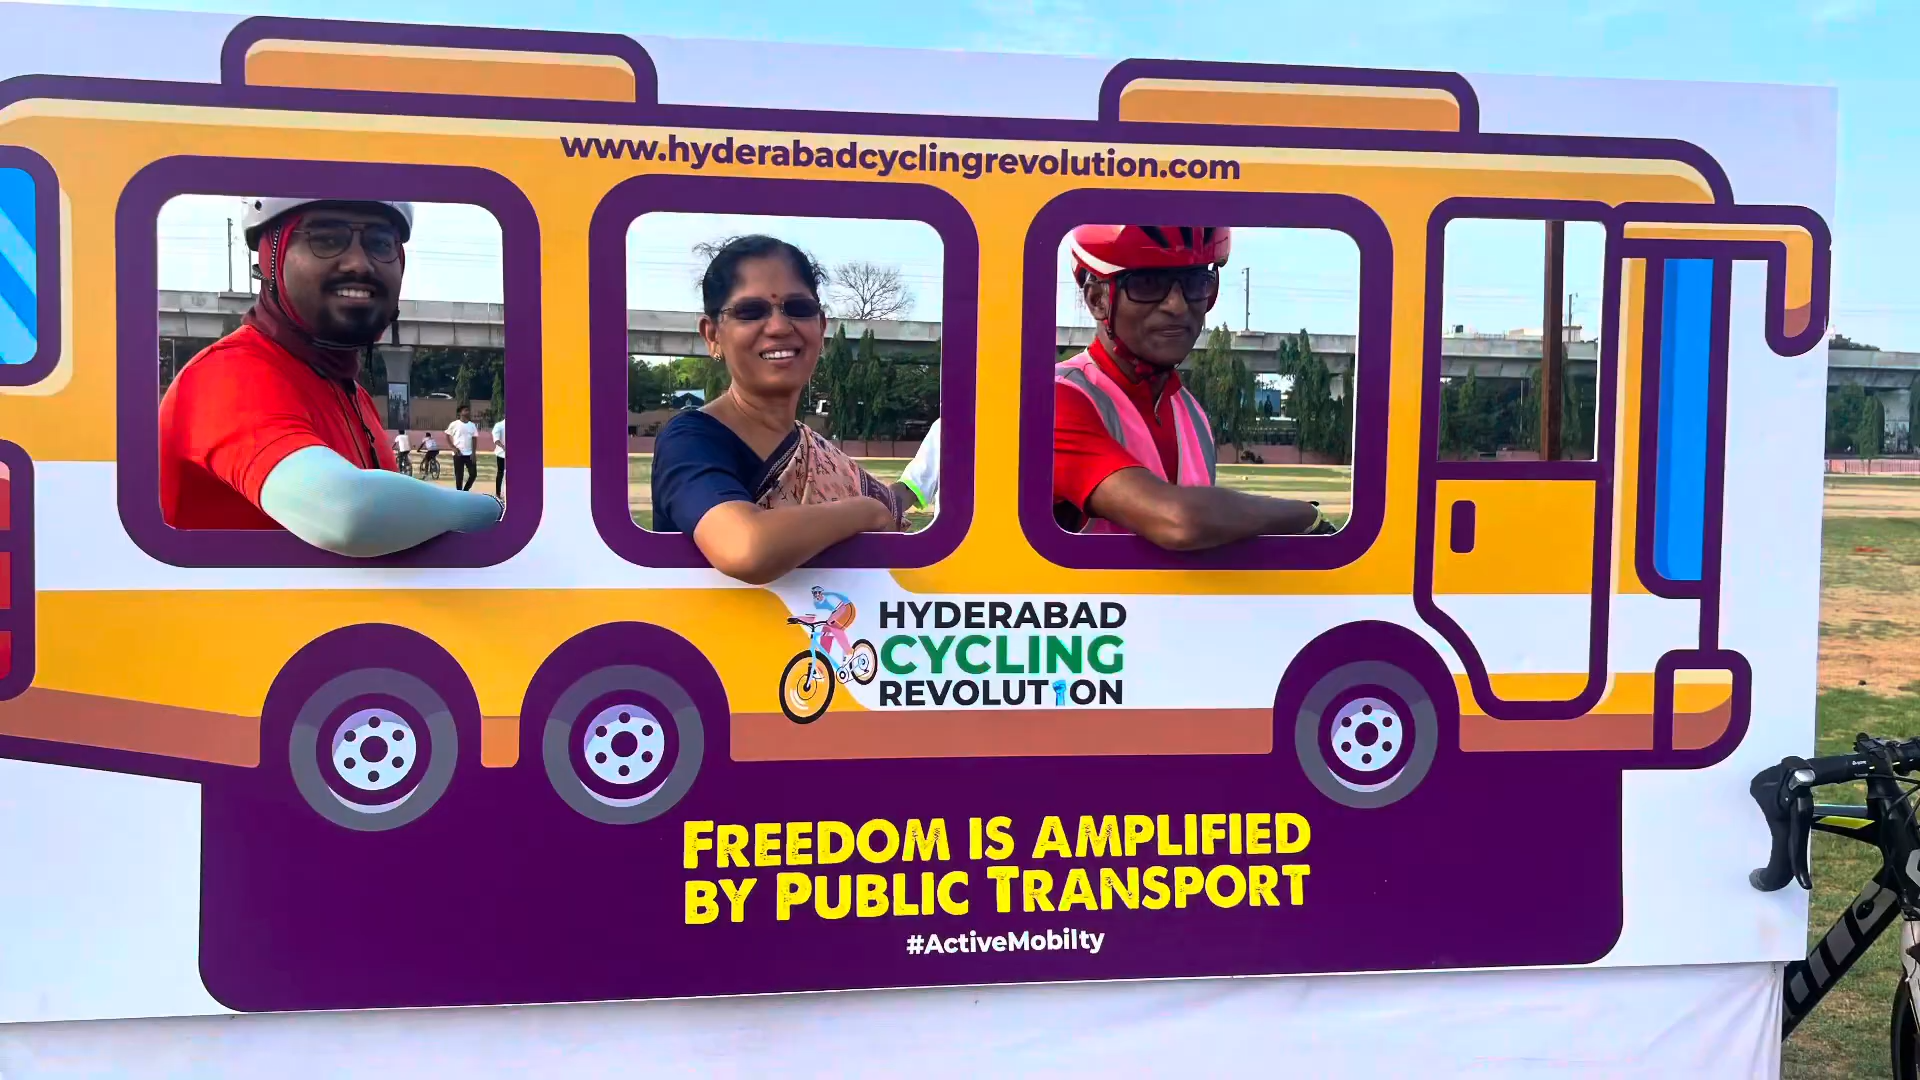 www.hyderabadcyclingrevolution.com
HYDERABAD
CYCLING
REVOLUTION
FREEDOM IS AMPLIFIED
BY PUBLIC TRANSPORT
#ActiveMobilty